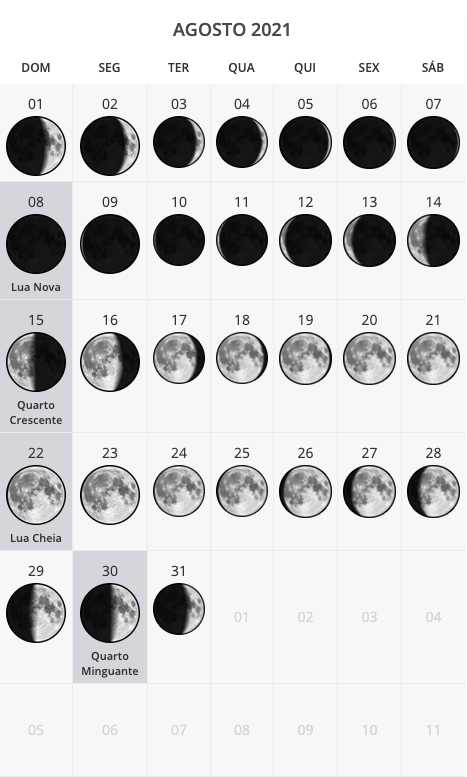 AGOSTO 2021
DOM SEG TER QUA QUI SEX SÁB
01 02 03 04 05 06 07
08 09 10 11 12 13 14
Lua Nova
15 16 17 18 19 20 21
Quarto
Crescente
22 23 24 25 26 27 28
Lua Cheia
29 30 31 01 02 03 04
Quarto
Minguante
05 06 07 08 09 10 11